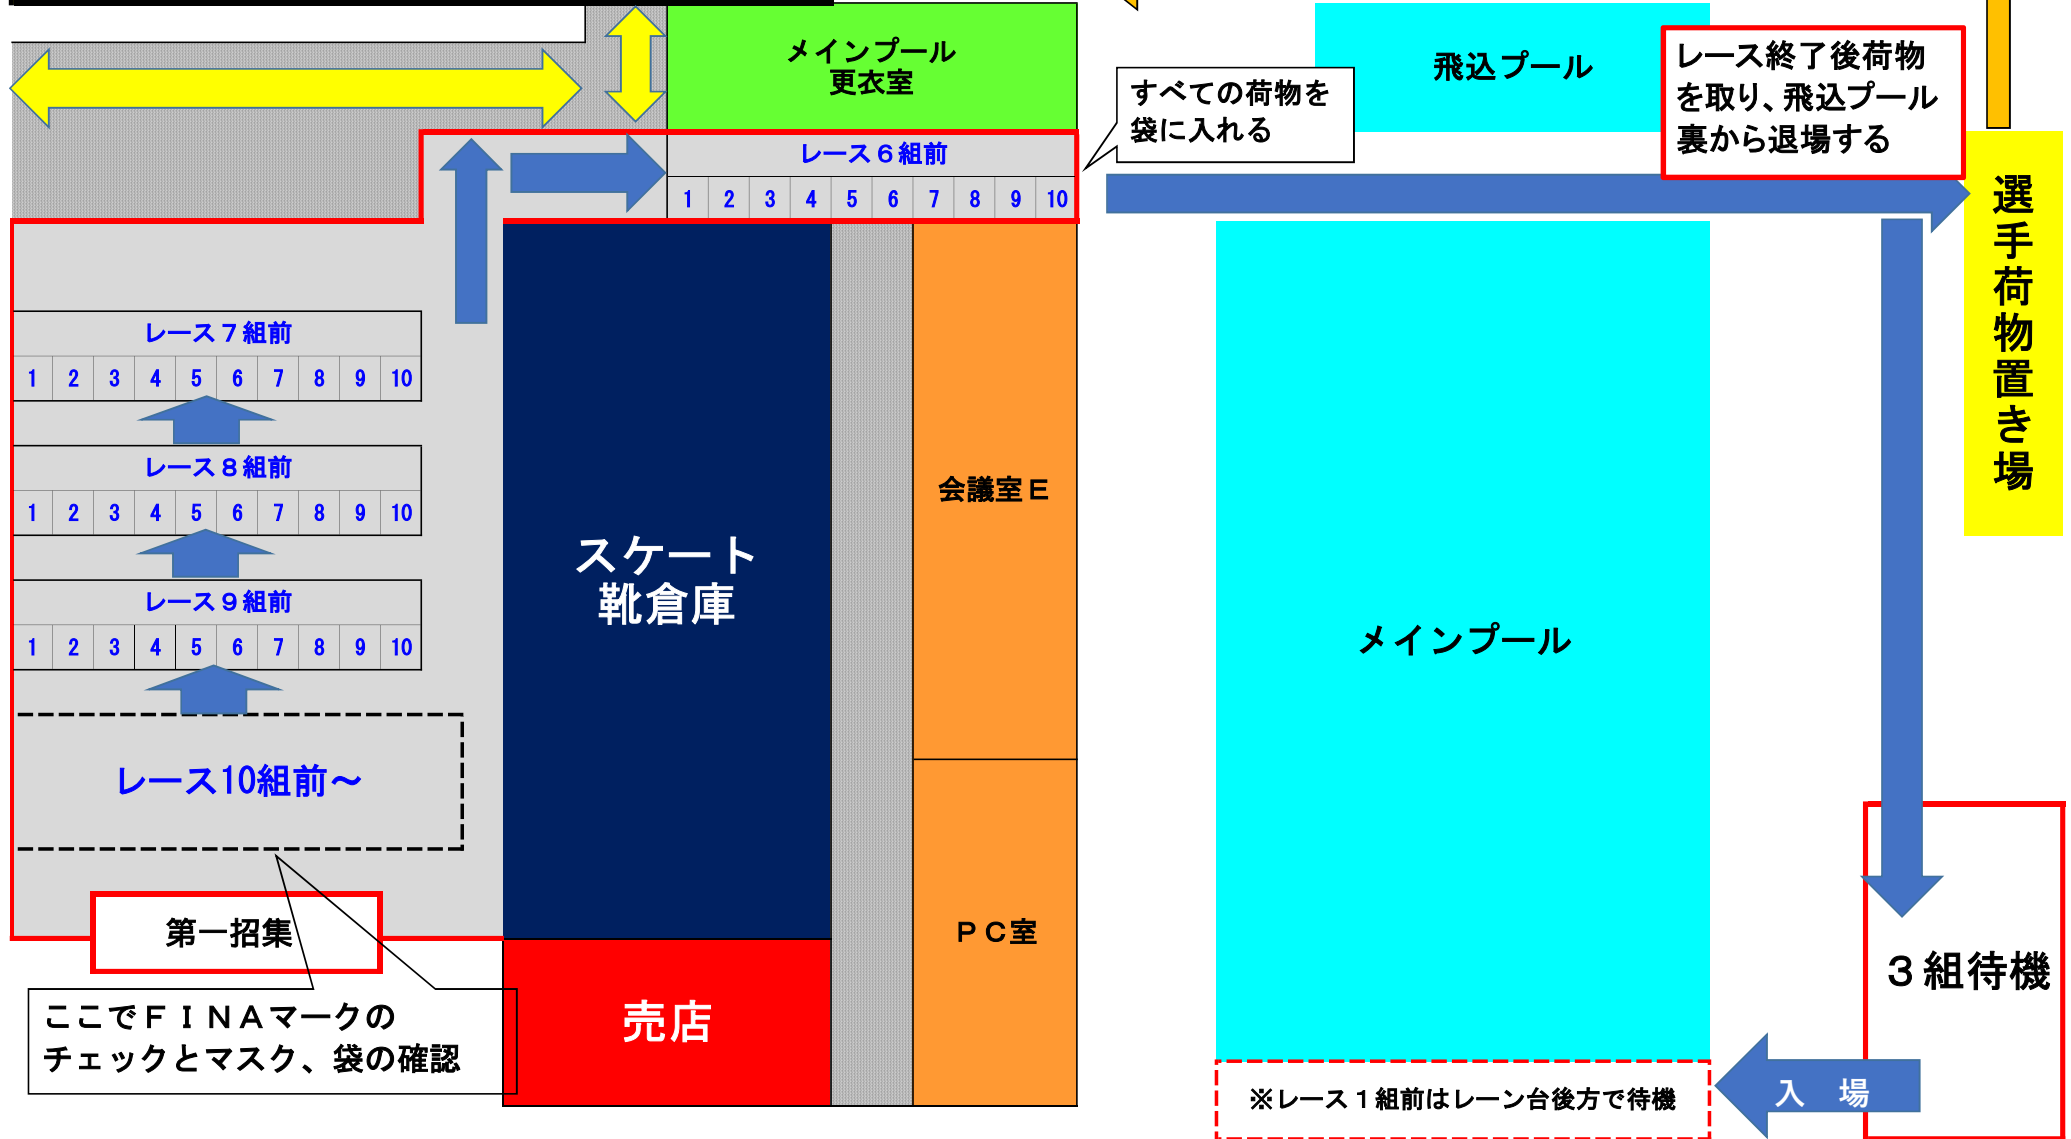 メインプール
更衣室
飛込プール
レース終了後荷物
を取り、飛込プール
裏から退場する
すべての荷物を
袋に入れる
レース６組前
1 2 3 4 5 6 7 8 9 10
選手荷物置き場
レース７組前
1 2 3 4 5 6 7 8 9 10
レース８組前
1 2 3 4 5 6 7 8 9 10
レース９組前
1 2 3 4 5 6 7 8 9 10
レース10組前～
スケート
靴倉庫
会議室Ｅ
メインプール
第一招集
ＰＣ室
ここでＦＩＮＡマークの
チェックとマスク、袋の確認
売店
３組待機
入　場
※レース１組前はレーン台後方で待機